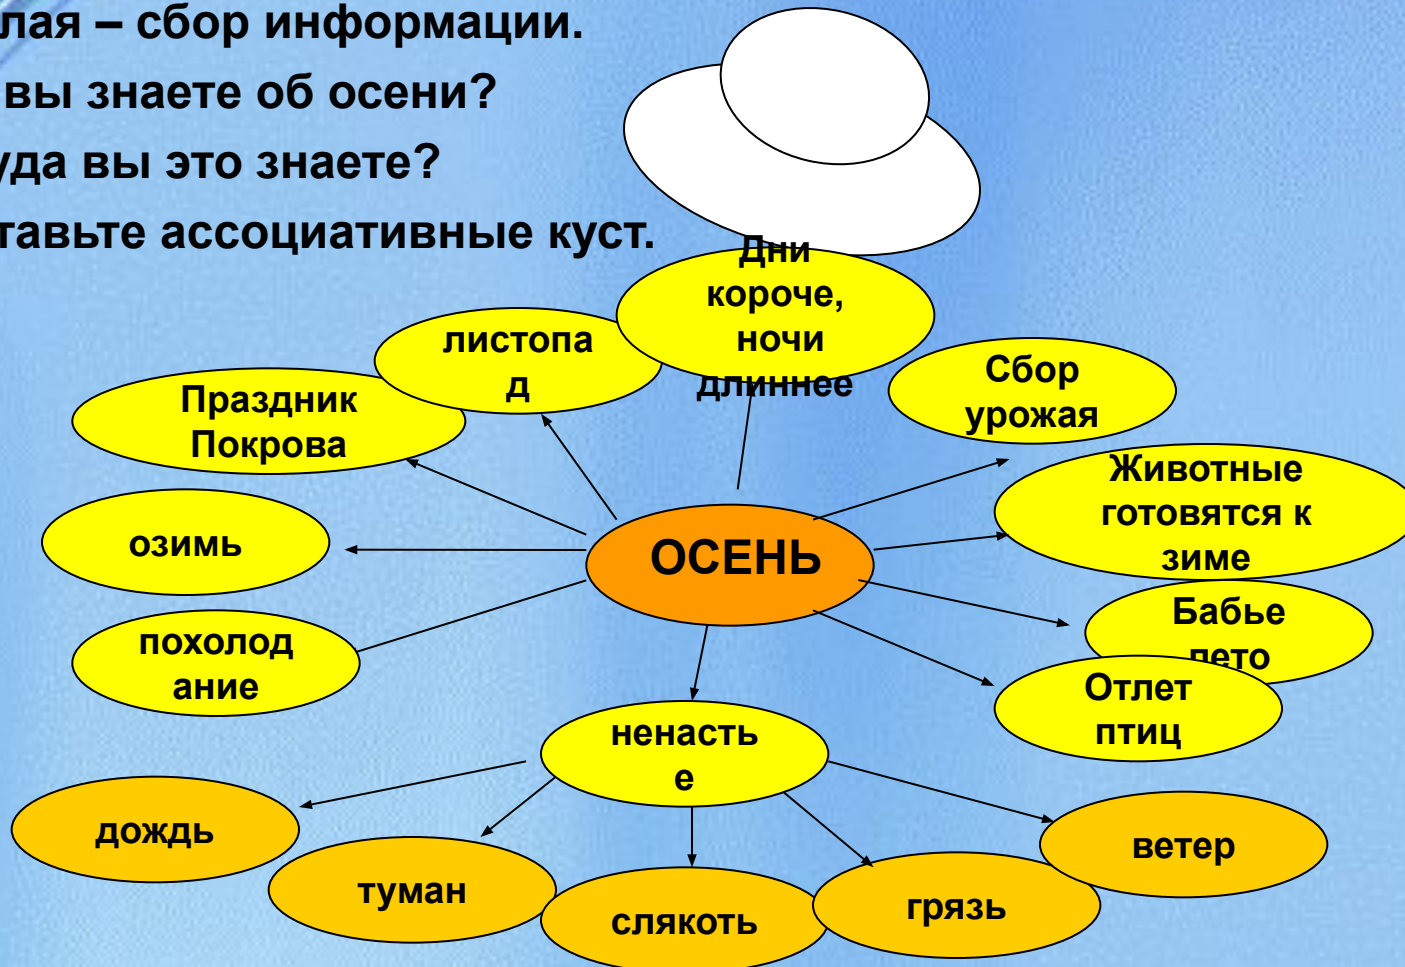 лая – сбор информации.
вы знаете об осени?
уда вы это знаете?
тавьте ассоциативные куст.
Дни
короче,
ночи
длиннее
листопа
д
Праздник
Покрова
Сбор
урожая
Животные
готовятся к
зиме
озимь
ОСЕНЬ
Бабье
лето
похолод
ание
Отлет
птиц
ненасть
е
дождь
туман
слякоть
грязь
ветер